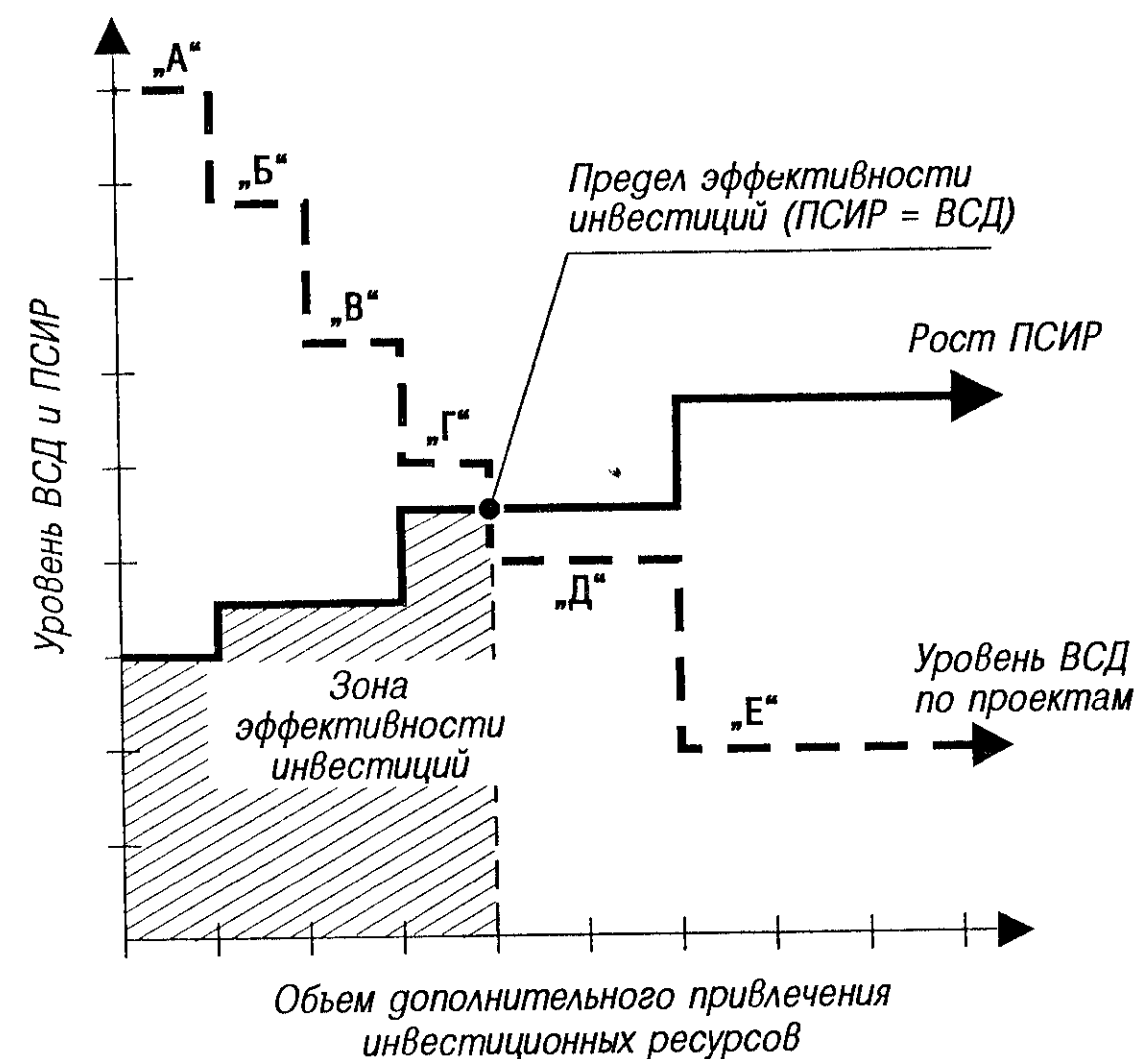 „А“
„Б“
„В“
„Г“
Предел эффективности
инвестиций (ПСИР = ВСД)
Рост ПСИР
Уровень ВСД и ПСИР
„Д“
Зона
эффективности
инвестиций
„Е“
Уровень ВСД
по проектам
Объем дополнительного привлечения
инвестиционных ресурсов